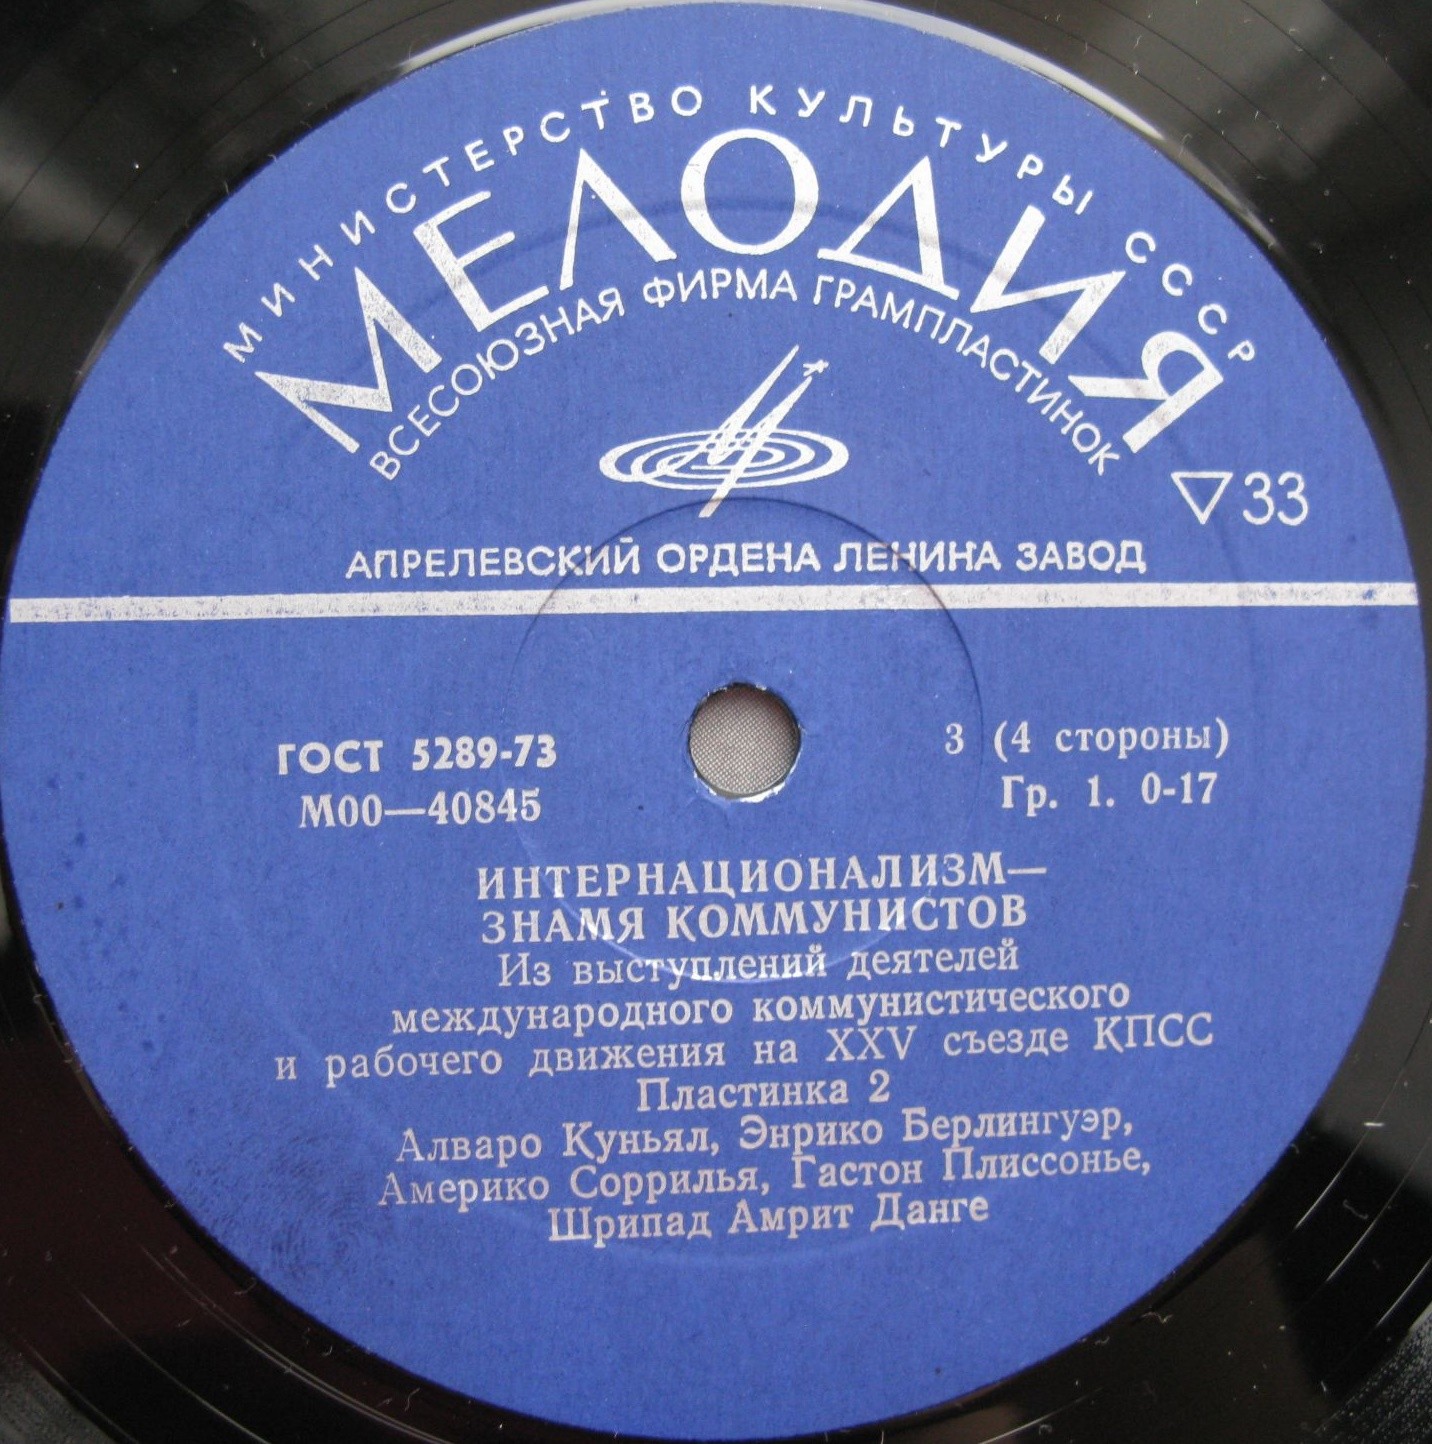 МИНИСТЕРСТВО КУЛЬТУРЫ СССР
МЕЛОДИЯ
ВСЕСОЮЗНАЯ ФИРМА ГРАМПЛАСТИНОК
33
АПРЕЛЕВСКИЙ ОРДЕНА ЛЕНИНА ЗАВОД
ГОСТ 5289-73
М00—40845
3 (4 стороны)
Гр. 1. 0-17
ИНТЕРНАЦИОНАЛИЗМ—
ЗНАМЯ КОММУНИСТОВ
Из выступлений деятелей
международного коммунистического
и рабочего движения на XXV съезде КПСС
Пластинка 2
Алваро Куньял, Энрико Берлингуэр,
Америко Соррилья, Гастон Плиссонье,
Шрипад Амрит Данге